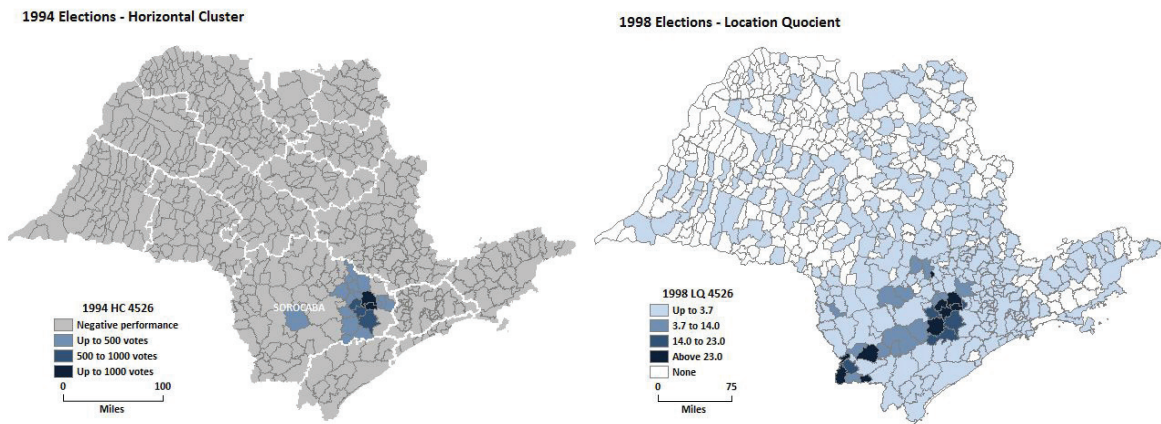 1994 Elections - Horizontal Cluster
SOROCABA
1994 HC 4526
Negative performance
Up to 500 votes
500 to 1000 votes
Up to 1000 votes
0 100
Miles
1998 Elections - Location Quocient
1998 LQ 4526
Up to 3.7
3.7 to 14.0
14.0 to 23.0
Above 23.0
None
0 75
Miles